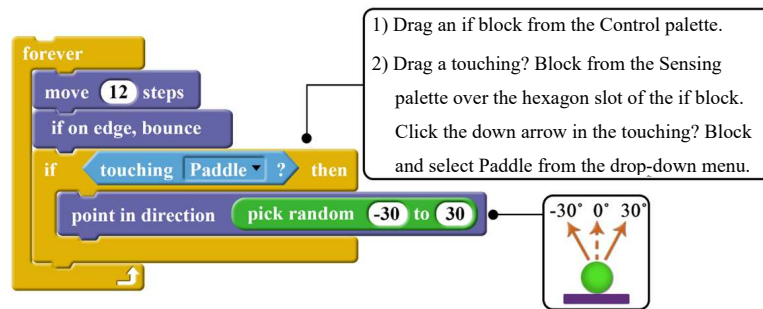 forever
move 12 steps
if on edge, bounce
if touching Paddle ? then
point in direction pick random -30 to 30
1) Drag an if block from the Control palette.
2) Drag a touching? Block from the Sensing
palette over the hexagon slot of the if block.
Click the down arrow in the touching? Block
and select Paddle from the drop-down menu.
-30° 0° 30°